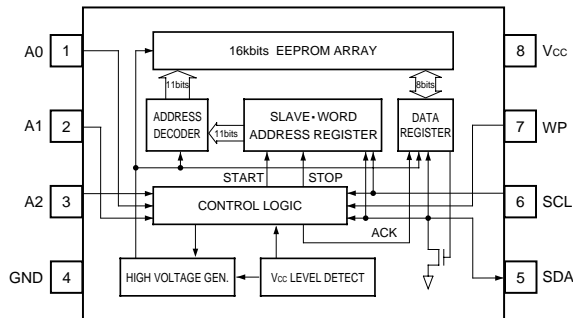 A0 1
16kbits EEPROM ARRAY
8 VCC
11bits
8bits
A1 2
ADDRESS
DECODER
11bits
SLAVE・WORD
ADDRESS REGISTER
DATA
REGISTER
7 WP
START
STOP
A2 3
CONTROL LOGIC
6 SCL
ACK
GND 4
HIGH VOLTAGE GEN.
VCC LEVEL DETECT
5 SDA